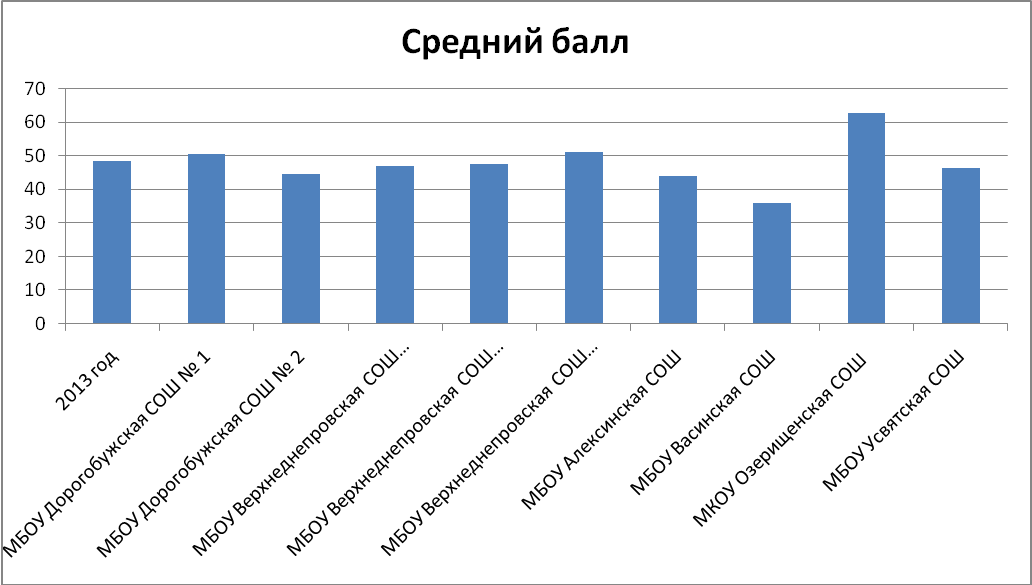 Средний балл
70
60
50
40
30
20
10
0
2013 год
МБОУ Дорогобужская СОШ № 1
МБОУ Дорогобужская СОШ № 2
МБОУ Верхнеднепровская СОШ…
МБОУ Верхнеднепровская СОШ…
МБОУ Верхнеднепровская СОШ…
МБОУ Алексинская СОШ
МБОУ Васинская СОШ
МКОУ Озерищенская СОШ
МБОУ Усвятская СОШ